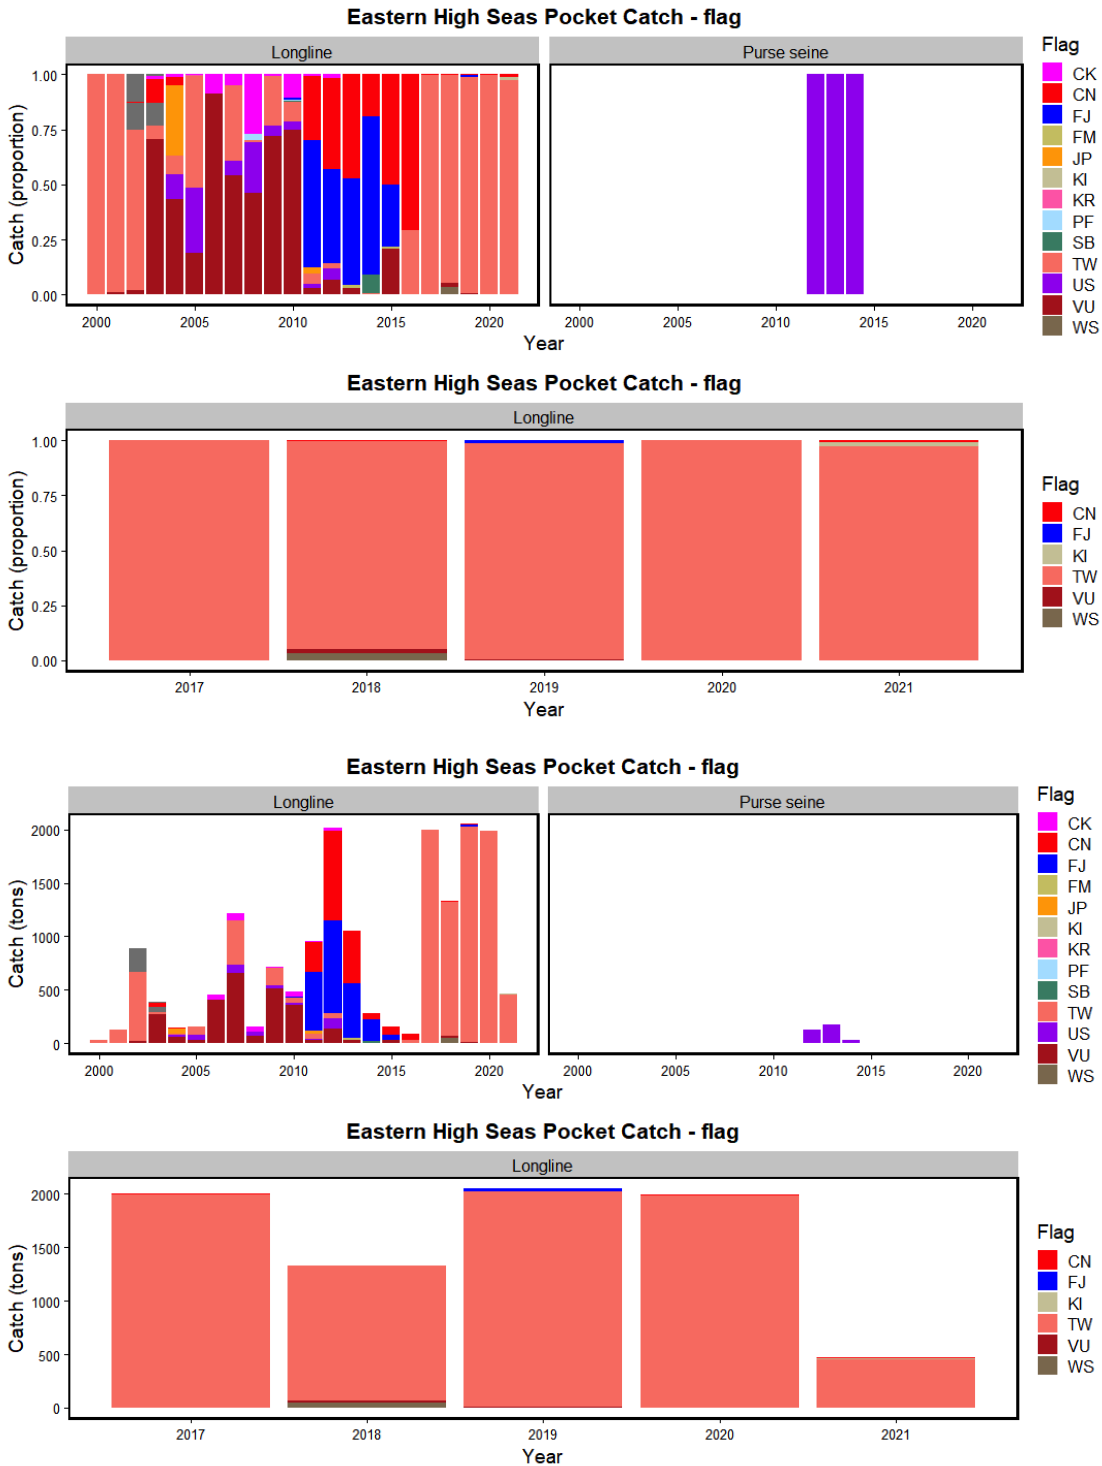 Eastern High Seas Pocket Catch - flag
Longline
Purse seine
Catch (proportion)
1.00
0.75
0.50
0.25
0.00
2000 2005 2010 2015 2020
2000 2005 2010 2015 2020
Year
Flag
CK
CN
FJ
FM
JP
KI
KR
PF
SB
TW
US
VU
WS
Eastern High Seas Pocket Catch - flag
Longline
Catch (proportion)
1.00
0.75
0.50
0.25
0.00
2017 2018 2019 2020 2021
Year
Flag
CN
FJ
KI
TW
VU
WS
Eastern High Seas Pocket Catch - flag
Longline
Purse seine
Catch (tons)
2000
1500
1000
500
0
2000 2005 2010 2015 2020
2000 2005 2010 2015 2020
Year
Flag
CK
CN
FJ
FM
JP
KI
KR
PF
SB
TW
US
VU
WS
Eastern High Seas Pocket Catch - flag
Longline
Catch (tons)
2000
1500
1000
500
0
2017 2018 2019 2020 2021
Year
Flag
CN
FJ
KI
TW
VU
WS